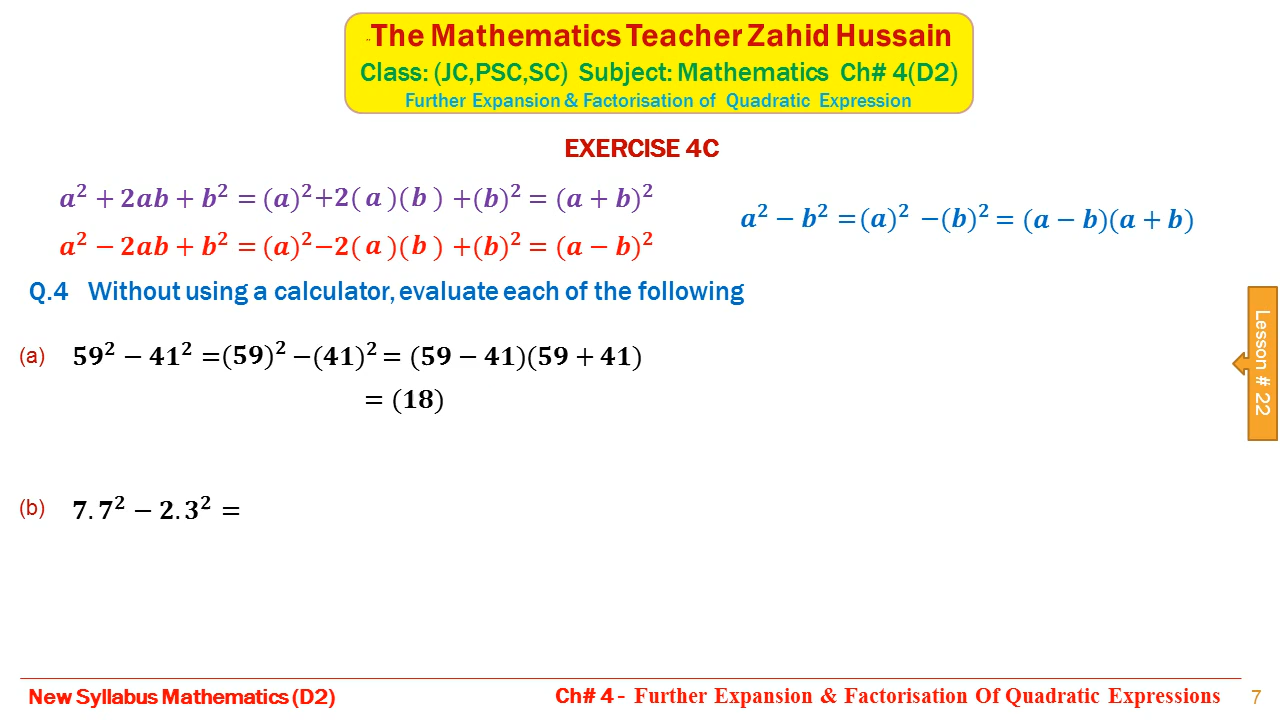 The Mathematics Teacher Zahid Hussain
Class: (JC,PSC,SC) Subject: Mathematics Ch# 4(D2)
Further Expansion & Factorisation of Quadratic Expression
EXERCISE 4C
a² + 2ab + b² = (a)²+2( a )( b ) +(b)² = (a + b)²
a² − b² = (a)² −(b)² = (a − b)(a + b)
a² − 2ab + b² = (a)²−2( a )( b ) +(b)² = (a − b)²
Q.4 Without using a calculator, evaluate each of the following
(a) 59² − 41² =(59)² −(41)² = (59 − 41)(59 + 41)
= (18)
(b) 7.7² − 2.3² =
Lesson # 22
New Syllabus Mathematics (D2) Ch# 4 - Further Expansion & Factorisation Of Quadratic Expressions 7